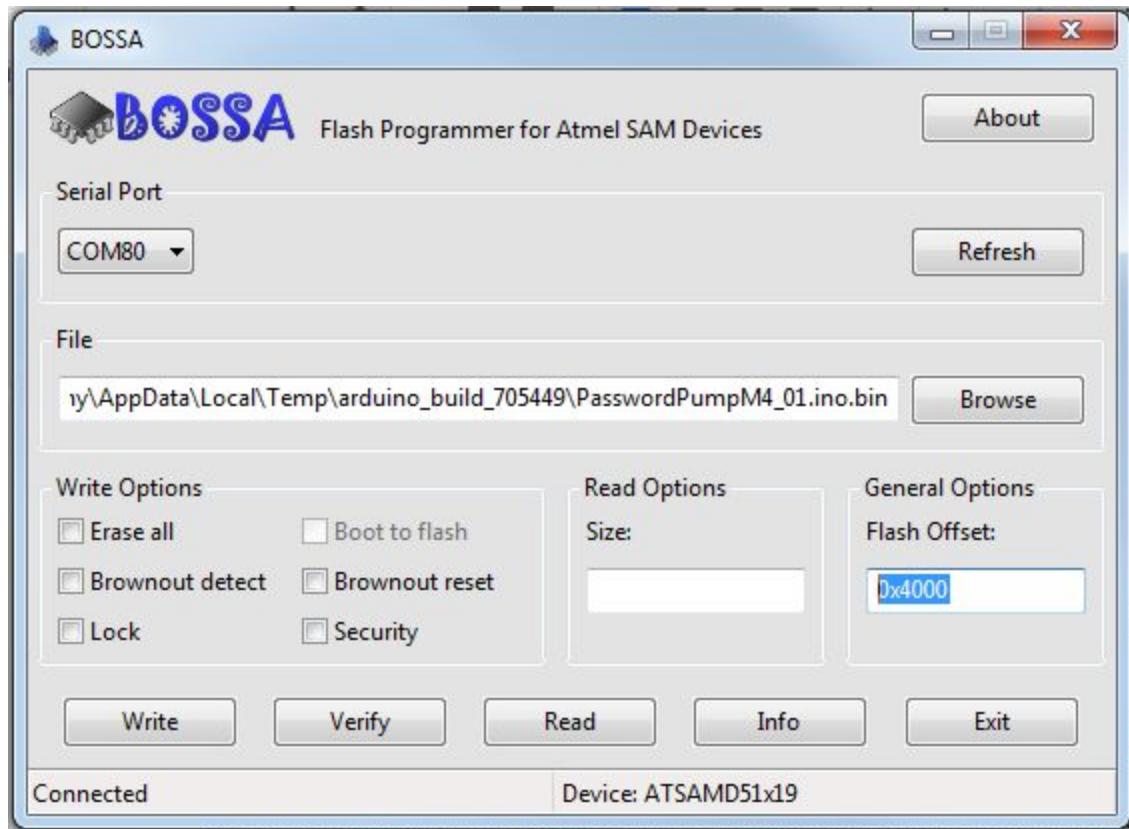 BOSSA
BOSSA Flash Programmer for Atmel SAM Devices About
Serial Port
COM80 Refresh
File
ny\AppData\Local\Temp\arduino_build_705449\PasswordPumpM4_01.ino.bin Browse
Write Options Read Options General Options
Erase all Boot to flash Size: Flash Offset:
Brownout detect Brownout reset 0x4000
Lock Security
Write Verify Read Info Exit
Connected Device: ATSAMD51x19